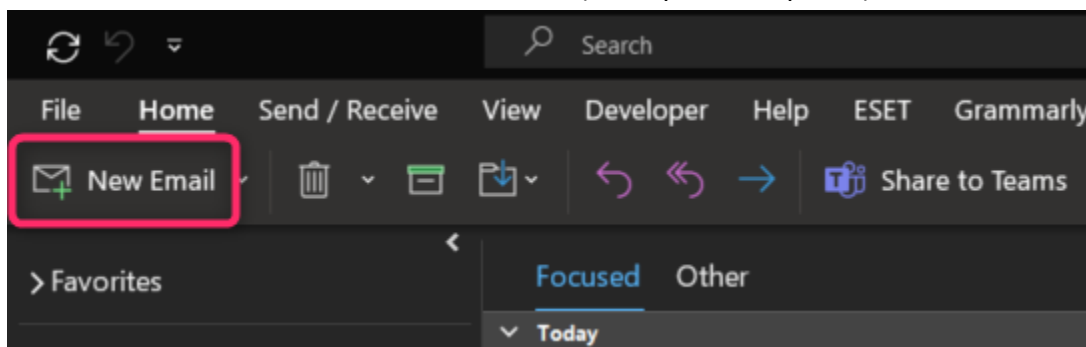 Search
File Home Send / Receive View Developer Help ESET Grammarly
New Email Share to Teams
Favorites
Focused Other
Today